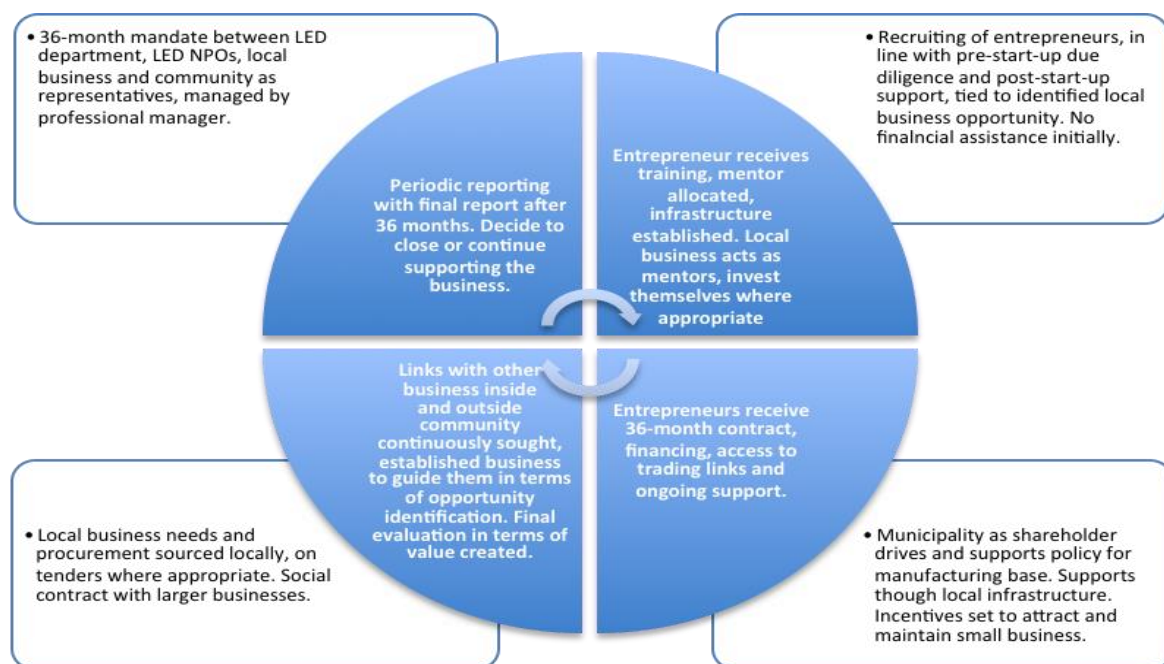 • 36-month mandate between LED
department, LED NPOs, local
business and community as
representatives, managed by
professional manager.
• Recruiting of entrepreneurs, in
line with pre-start-up due
diligence and post-start-up
support, tied to identified local
business opportunity. No
finalncial assistance initially.
Periodic reporting
with final report after
36 months. Decide to
close or continue
supporting the
business.
Entrepreneur receives
training, mentor
allocated,
infrastructure
established. Local
business acts as
mentors, invest
themselves where
appropriate
Links with other
business inside
and outside
community
continuously sought,
established business
to guide them in terms
of opportunity
identification. Final
evaluation in terms of
value created.
Entrepreneurs receive
36-month contract,
financing, access to
trading links and
ongoing support.
• Local business needs and
procurement sourced locally, on
tenders where appropriate. Social
contract with larger businesses.
• Municipality as shareholder
drives and supports policy for
manufacturing base. Supports
though local infrastructure.
Incentives set to attract and
maintain small business.